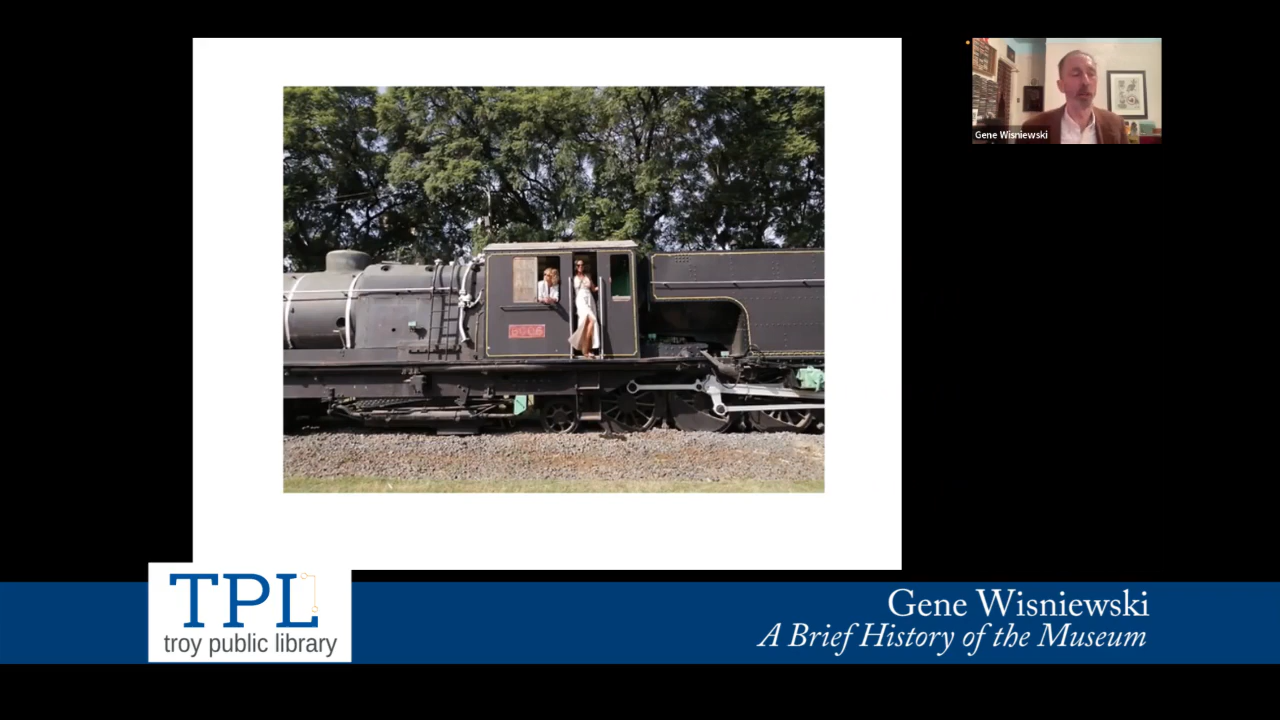 Gene Wisniewski
TPL
troy public library
Gene Wisniewski
A Brief History of the Museum